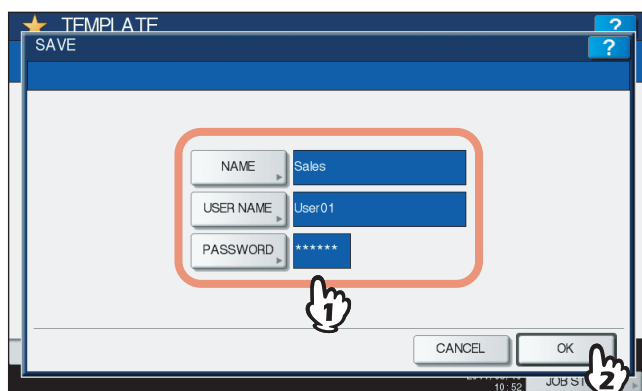 TEMPLATE
?
SAVE
?
NAME
Sales
USER NAME
User01
PASSWORD
******
1
CANCEL
OK
2
10:52
JOB ST